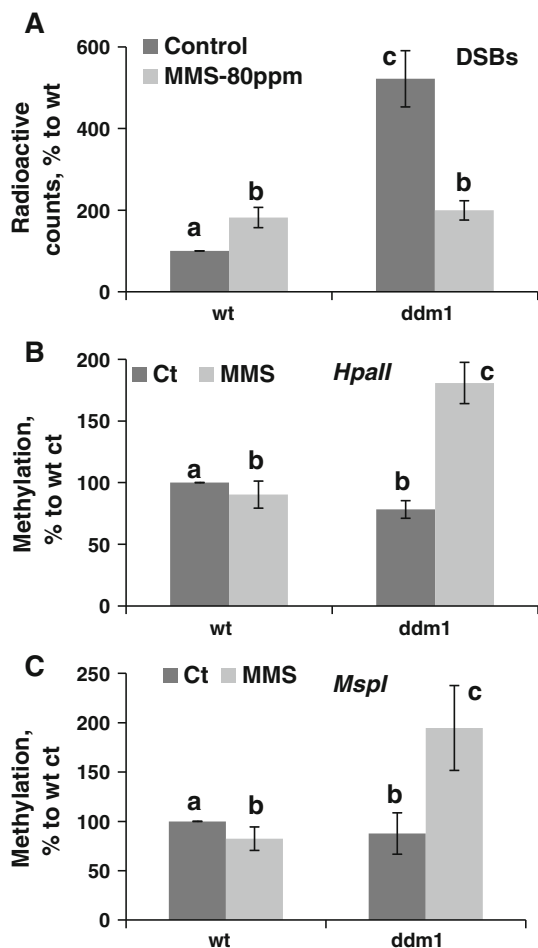 A
Radioactive
counts, % to wt
600
400
200
0
Control
MMS-80ppm
DSBs
a
b
c
b
wt
ddm1
B
Methylation,
% to wt ct
200
150
100
50
0
Ct
MMS
HpaII
a
b
b
c
wt
ddm1
C
Methylation,
% to wt ct
250
200
150
100
50
0
Ct
MMS
MspI
a
b
b
c
wt
ddm1